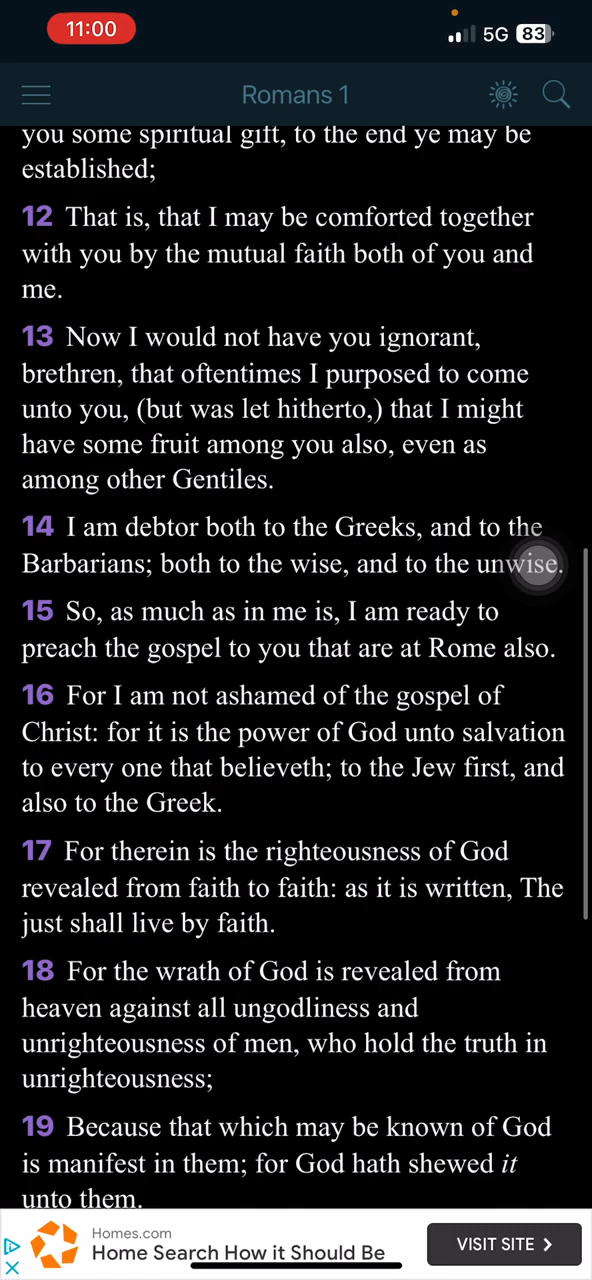 11:00
5G 83
Romans 1
you some spiritual gift, to the end ye may be
established;
12 That is, that I may be comforted together
with you by the mutual faith both of you and
me.
13 Now I would not have you ignorant,
brethren, that oftentimes I purposed to come
unto you, (but was let hitherto,) that I might
have some fruit among you also, even as
among other Gentiles.
14 I am debtor both to the Greeks, and to the
Barbarians; both to the wise, and to the unwise.
15 So, as much as in me is, I am ready to
preach the gospel to you that are at Rome also.
16 For I am not ashamed of the gospel of
Christ: for it is the power of God unto salvation
to every one that believeth; to the Jew first, and
also to the Greek.
17 For therein is the righteousness of God
revealed from faith to faith: as it is written, The
just shall live by faith.
18 For the wrath of God is revealed from
heaven against all ungodliness and
unrighteousness of men, who hold the truth in
unrighteousness;
19 Because that which may be known of God
is manifest in them; for God hath shewed it
unto them.
Homes.com
Home Search How it Should Be
VISIT SITE